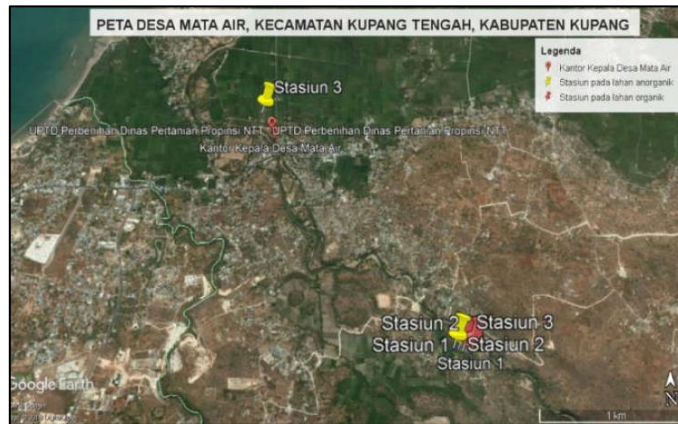 PETA DESA MATA AIR, KECAMATAN KUPANG TENGAH, KABUPATEN KUPANG
Legenda
Kantor Kepala Desa Mata Air
Stasiun pada lahan anorganik
Stasiun pada lahan organik
Stasiun 3
UPTD Perbenihan Dinas Pertanian Propinsi NTT UPTD Perbenihan Dinas Pertanian Propinsi NTT
Kantor Kepala Desa Mata Air
Stasiun 2 Stasiun 3
Stasiun 1 Stasiun 2
Stasiun 1
Google Earth
N
1 km